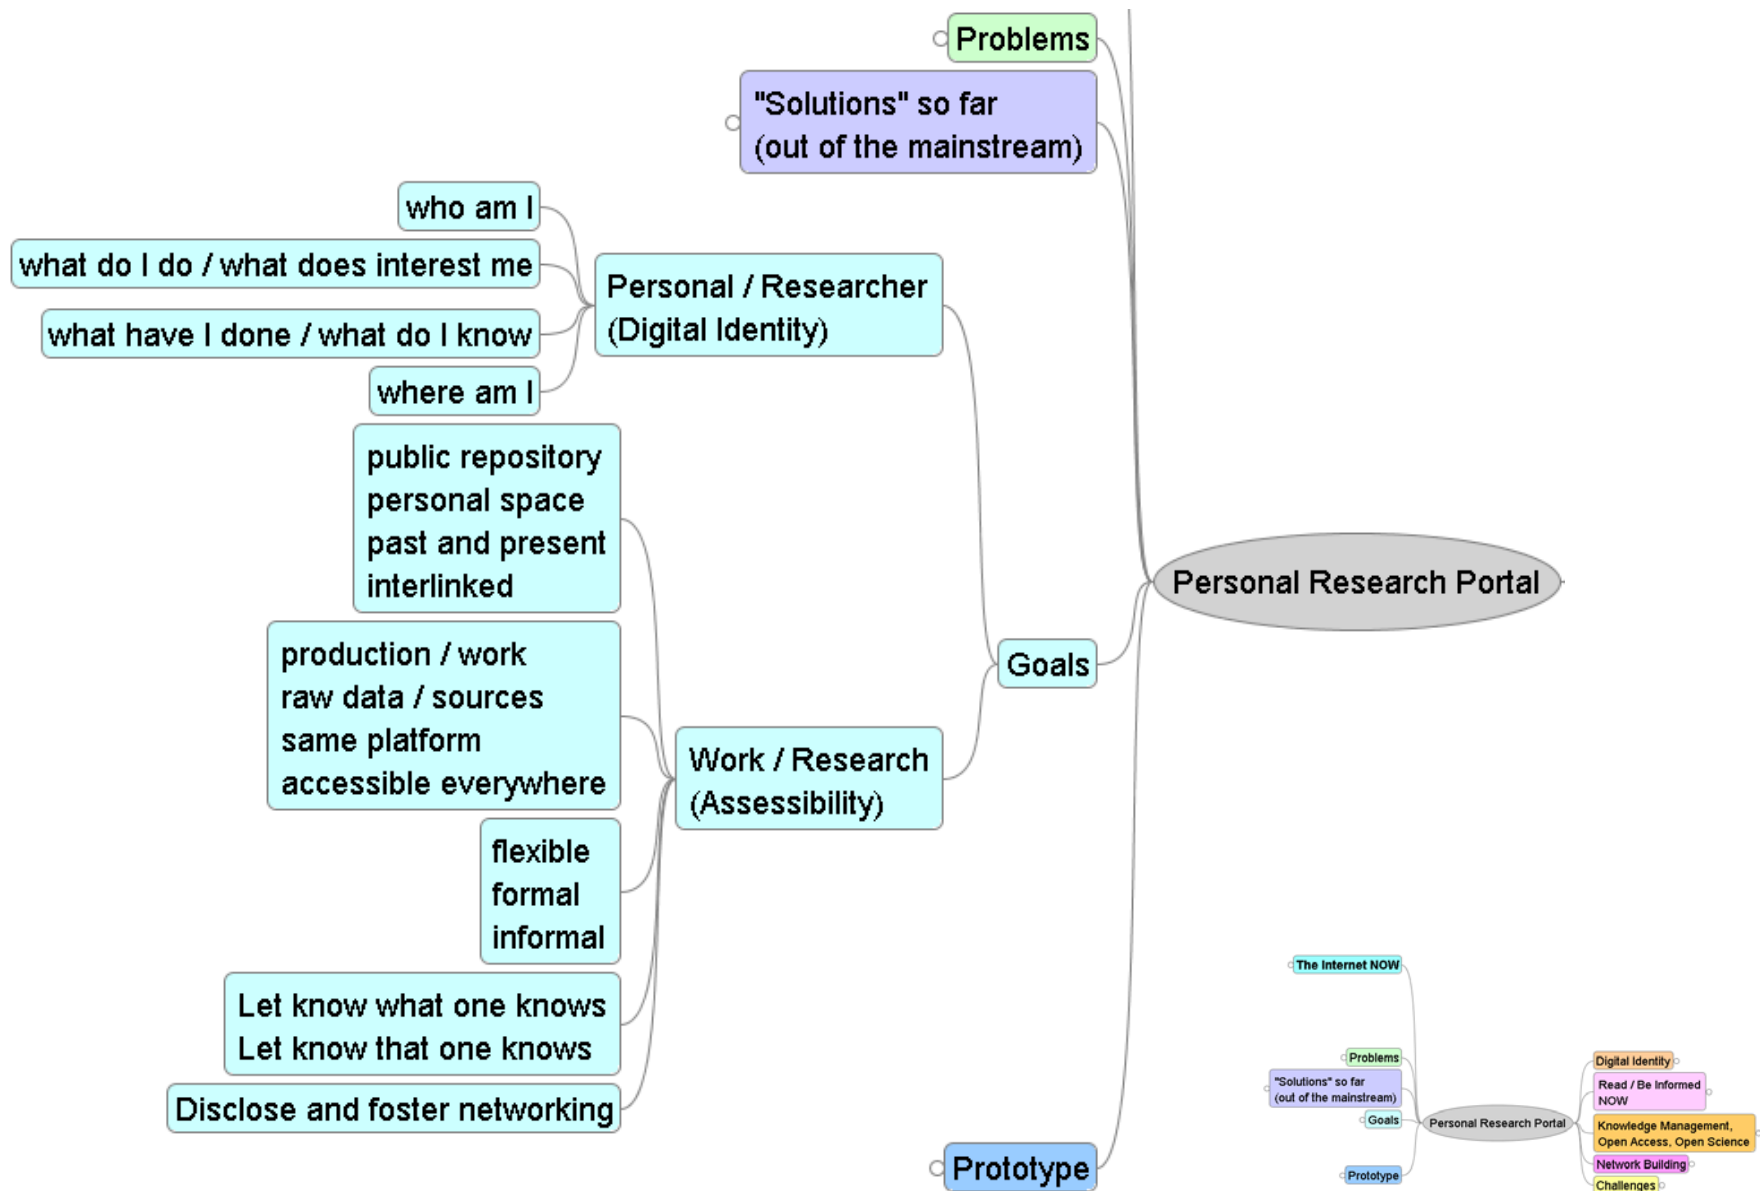 Problems
"Solutions" so far
(out of the mainstream)
who am I
what do I do / what does interest me
what have I done / what do I know
where am I
Personal / Researcher
(Digital Identity)
public repository
personal space
past and present
interlinked
production / work
raw data / sources
same platform
accessible everywhere
flexible
formal
informal
Let know what one knows
Let know that one knows
Disclose and foster networking
Work / Research
(Assessibility)
Goals
Personal Research Portal
Prototype
The Internet NOW
Problems
"Solutions" so far
(out of the mainstream)
Goals
Prototype
Personal Research Portal
Digital Identity
Read / Be Informed
NOW
Knowledge Management,
Open Access, Open Science
Network Building
Challenges